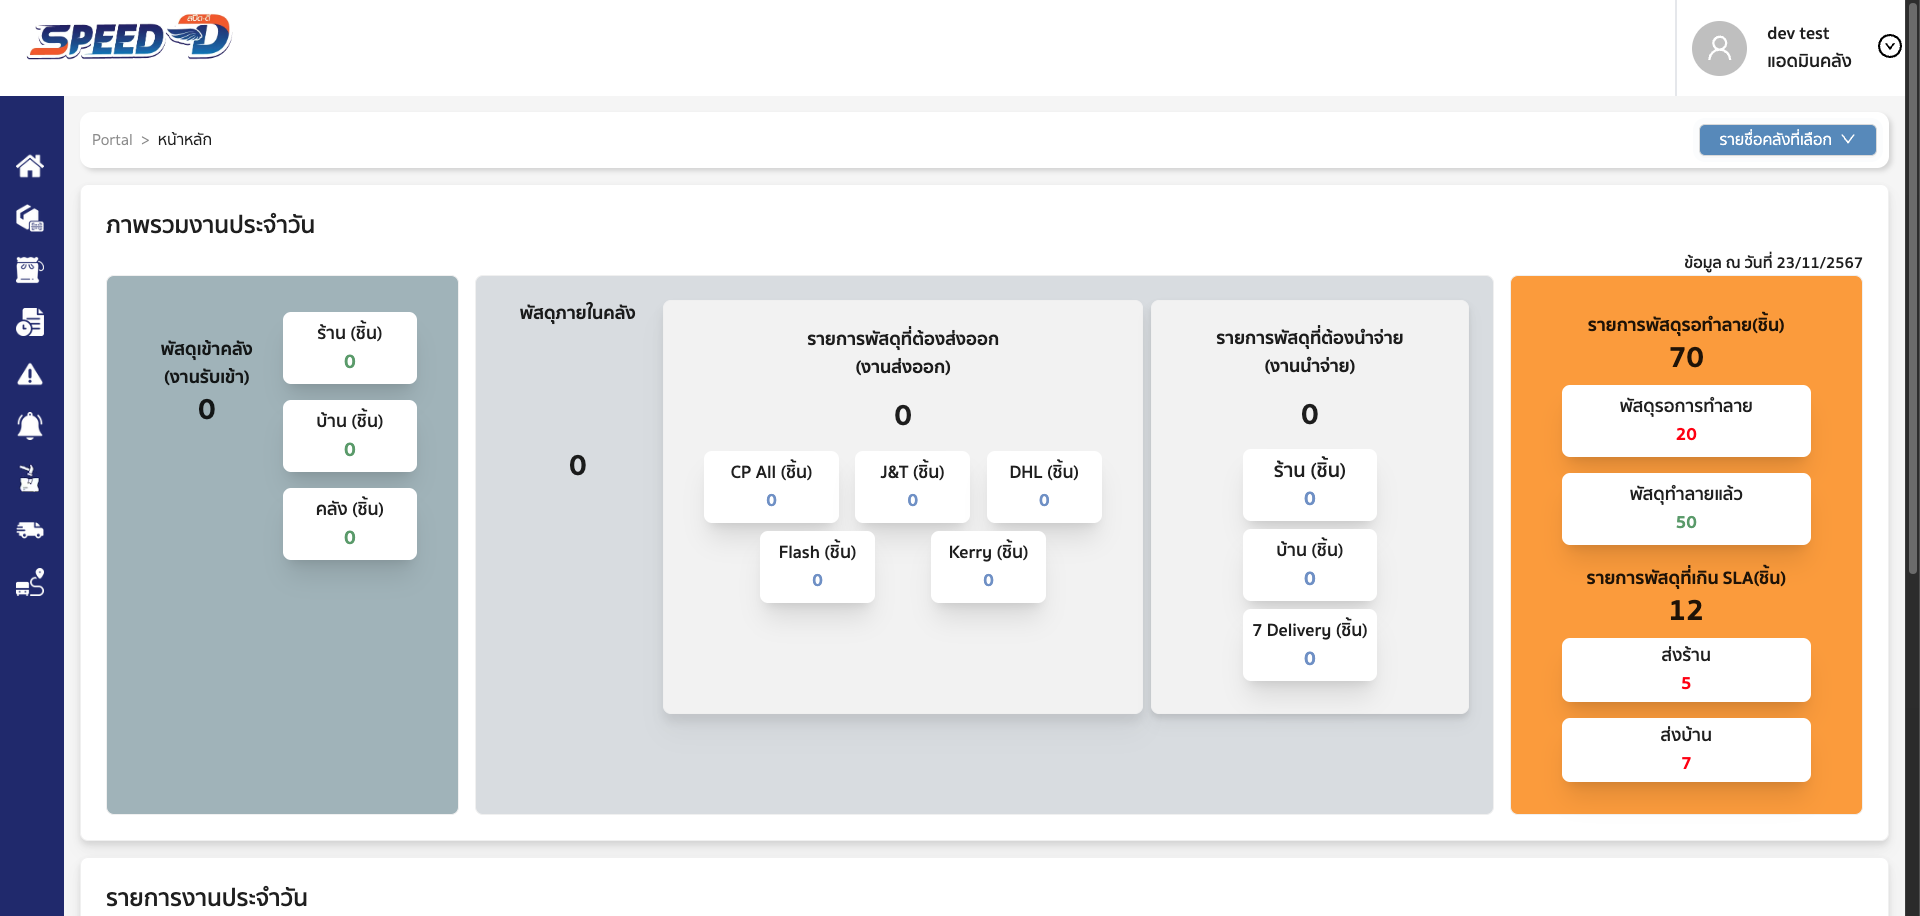 สปีด-ดี
SPEED-D
dev test
แอดมินคลัง
Portal > หน้าหลัก
รายชื่อคลังที่เลือก
ภาพรวมงานประจำวัน
ข้อมูล ณ วันที่ 23/11/2567
พัสดุเข้าคลัง
(งานรับเข้า)
0
ร้าน (ชิ้น)
0
บ้าน (ชิ้น)
0
คลัง (ชิ้น)
0
พัสดุภายในคลัง
0
รายการพัสดุที่ต้องส่งออก
(งานส่งออก)
0
CP All (ชิ้น)
0
J&T (ชิ้น)
0
DHL (ชิ้น)
0
Flash (ชิ้น)
0
Kerry (ชิ้น)
0
รายการพัสดุที่ต้องนำจ่าย
(งานนำจ่าย)
0
ร้าน (ชิ้น)
0
บ้าน (ชิ้น)
0
7 Delivery (ชิ้น)
0
รายการพัสดุรอทำลาย(ชิ้น)
70
พัสดุรอการทำลาย
20
พัสดุทำลายแล้ว
50
รายการพัสดุที่เกิน SLA(ชิ้น)
12
ส่งร้าน
5
ส่งบ้าน
7
รายการงานประจำวัน